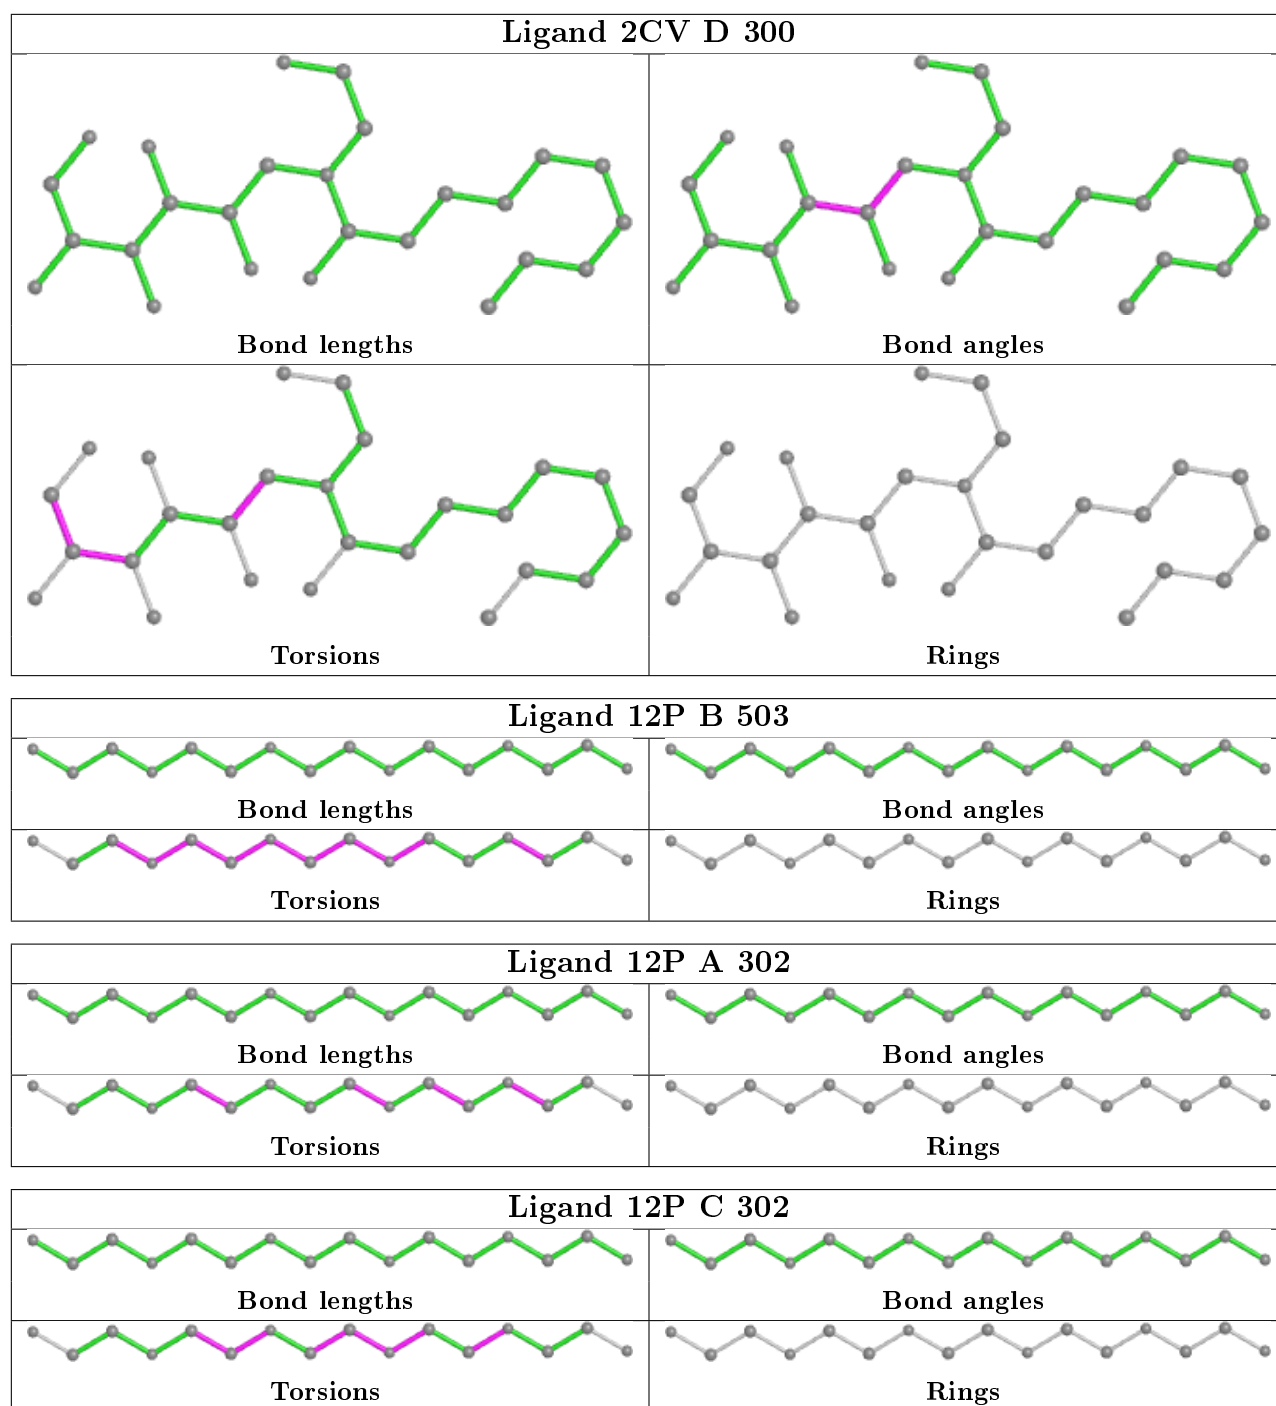 Ligand 2CV D 300
Bond lengths
Bond angles
Torsions
Rings
Ligand 12P B 503
Bond lengths
Bond angles
Torsions
Rings
Ligand 12P A 302
Bond lengths
Bond angles
Torsions
Rings
Ligand 12P C 302
Bond lengths
Bond angles
Torsions
Rings